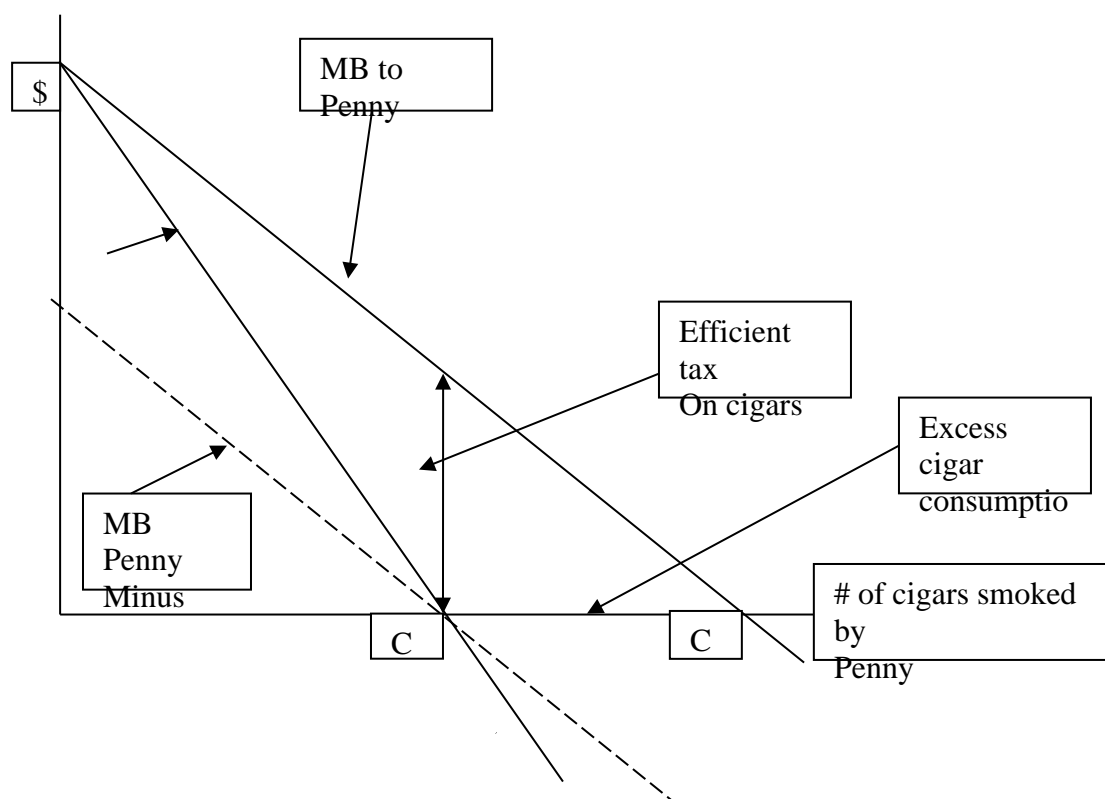 $
MB to
Penny
Efficient
tax
On cigars
Excess
cigar
consumptio
MB
Penny
Minus
# of cigars smoked
by
Penny
C
C